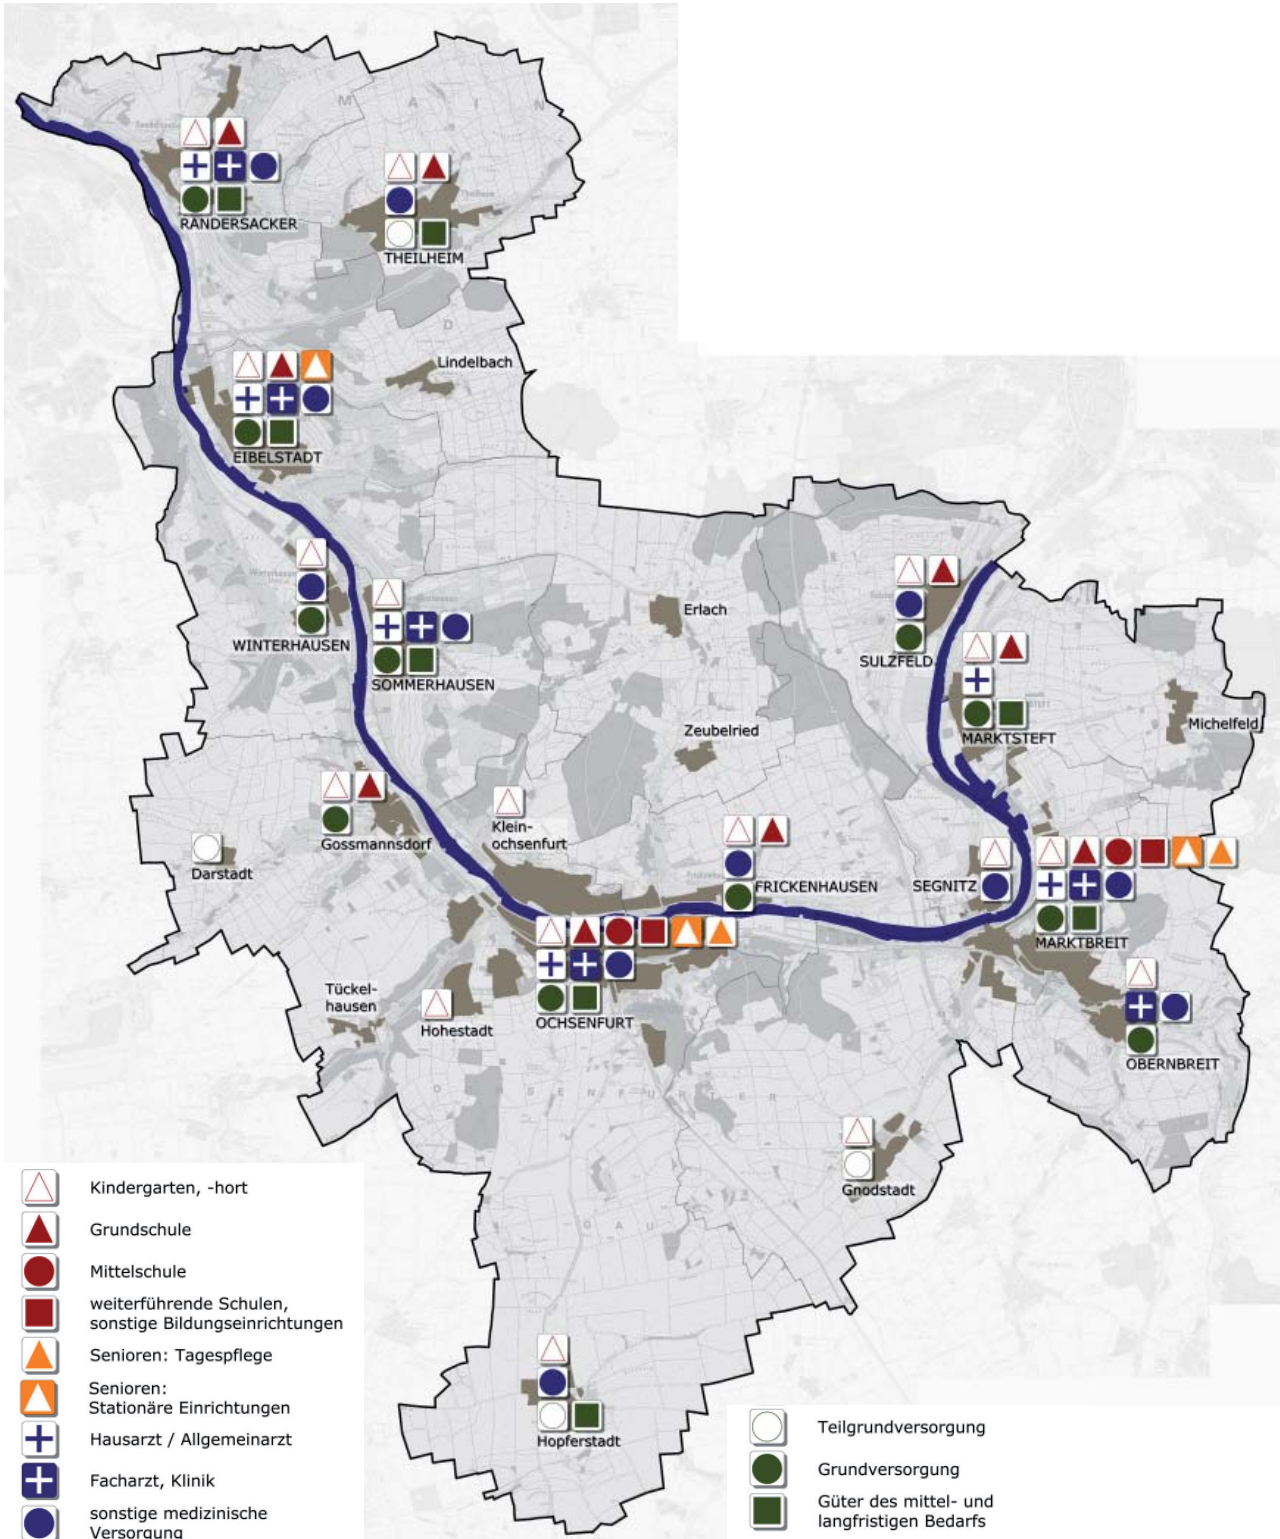 M A I N
RANDERSACKER
Theilheim
THEILHEIM
D
Lindelbach
EIBELSTADT
Winterhausen
WINTERHAUSEN
SOMMERHAUSEN
Erlach
SULZFELD
Zeubelried
MARKTSTEFT
Michelfeld
Gossmannsdorf
Klein-
ochsenfurt
Darstadt
FRICKENHAUSEN
SEGNITZ
MARKTBREIT
Tückel-
hausen
Hohestadt
OCHSENFURT
OBERNBREIT
S E N F U R T E R
Gnodstadt
G A U
Hopferstadt
Kindergarten, -hort
Grundschule
Mittelschule
weiterführende Schulen,
sonstige Bildungseinrichtungen
Senioren: Tagespflege
Senioren:
Stationäre Einrichtungen
Hausarzt / Allgemeinarzt
Facharzt, Klinik
sonstige medizinische
Versorgung
Teilgrundversorgung
Grundversorgung
Güter des mittel- und
langfristigen Bedarfs